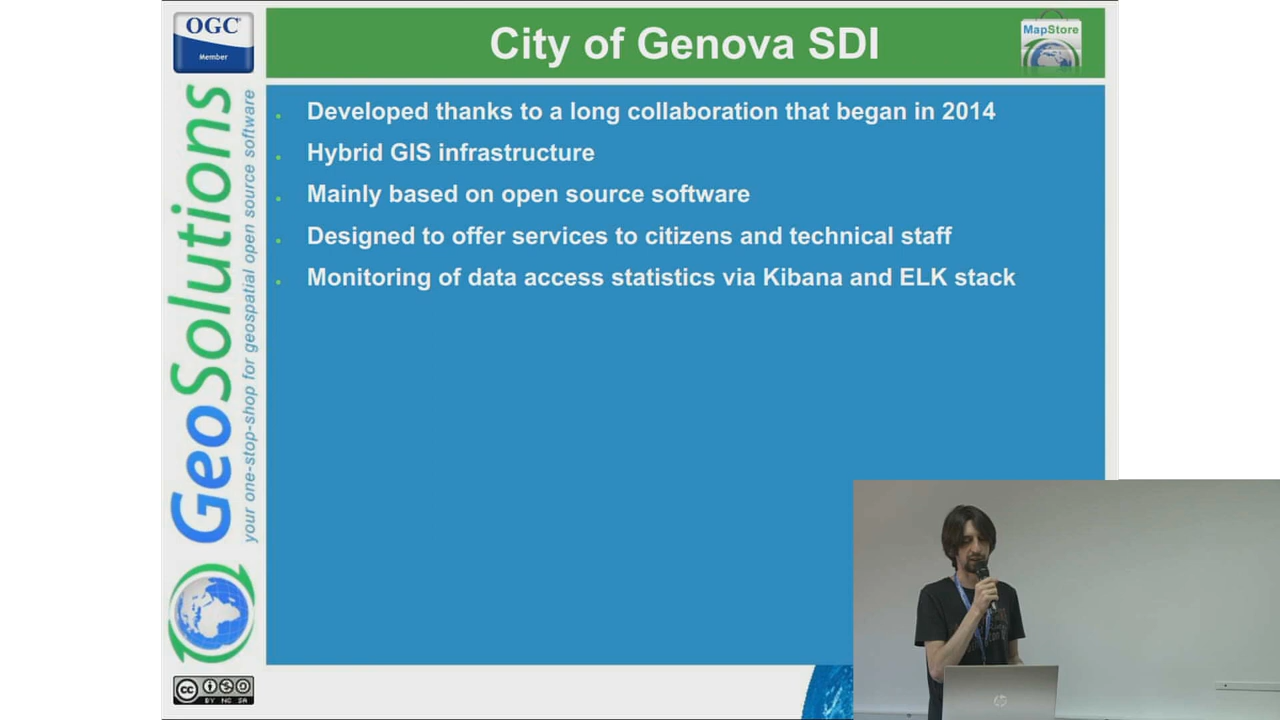 OGC
Member
City of Genova SDI
MapStore
Developed thanks to a long collaboration that began in 2014
Hybrid GIS infrastructure
Mainly based on open source software
Designed to offer services to citizens and technical staff
Monitoring of data access statistics via Kibana and ELK stack
GeoSolutions
your one-stop-shop for geospatial open source software
cc
BY NC SA
hp